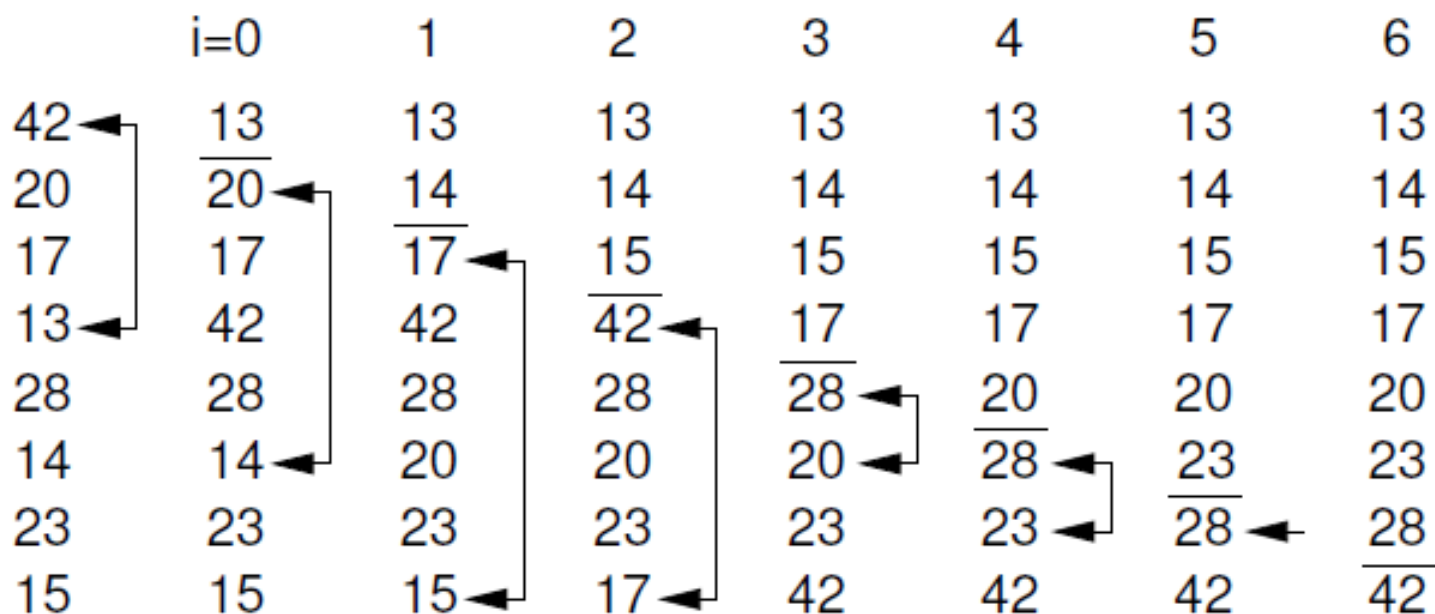 i=0 1 2 3 4 5 6
42 13 13 13 13 13 13 13
20 20 14 14 14 14 14 14
17 17 17 15 15 15 15 15
13 42 42 42 17 17 17 17
28 28 28 28 28 20 20 20
14 14 20 20 20 28 23 23
23 23 23 23 23 23 28 28
15 15 15 17 42 42 42 42